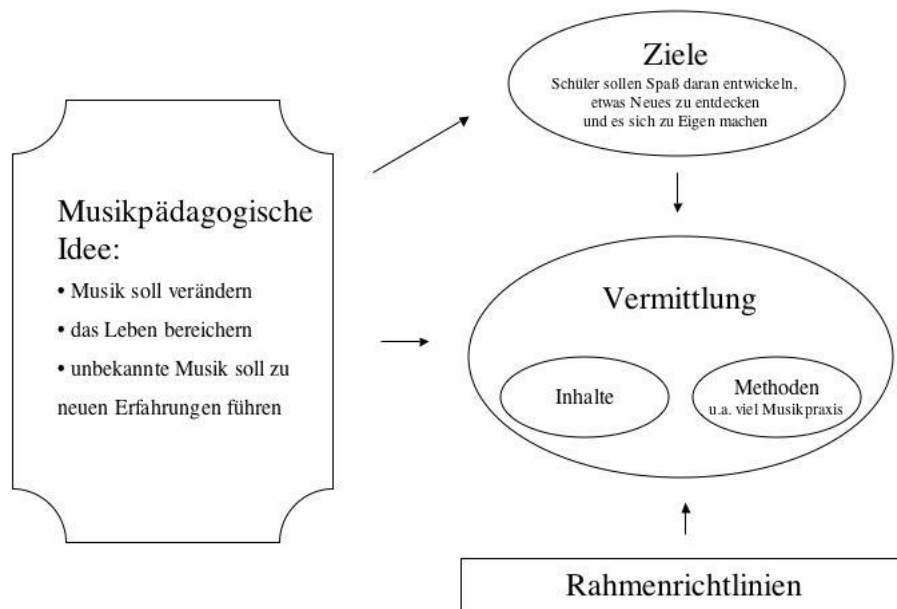 Musikpädagogische
Idee:
• Musik soll verändern
• das Leben bereichern
• unbekannte Musik soll zu
neuen Erfahrungen führen
Ziele
Schüler sollen Spaß daran entwickeln,
etwas Neues zu entdecken
und es sich zu Eigen machen
Vermittlung
Inhalte
Methoden
u.a. viel Musikpraxis
Rahmenrichtlinien